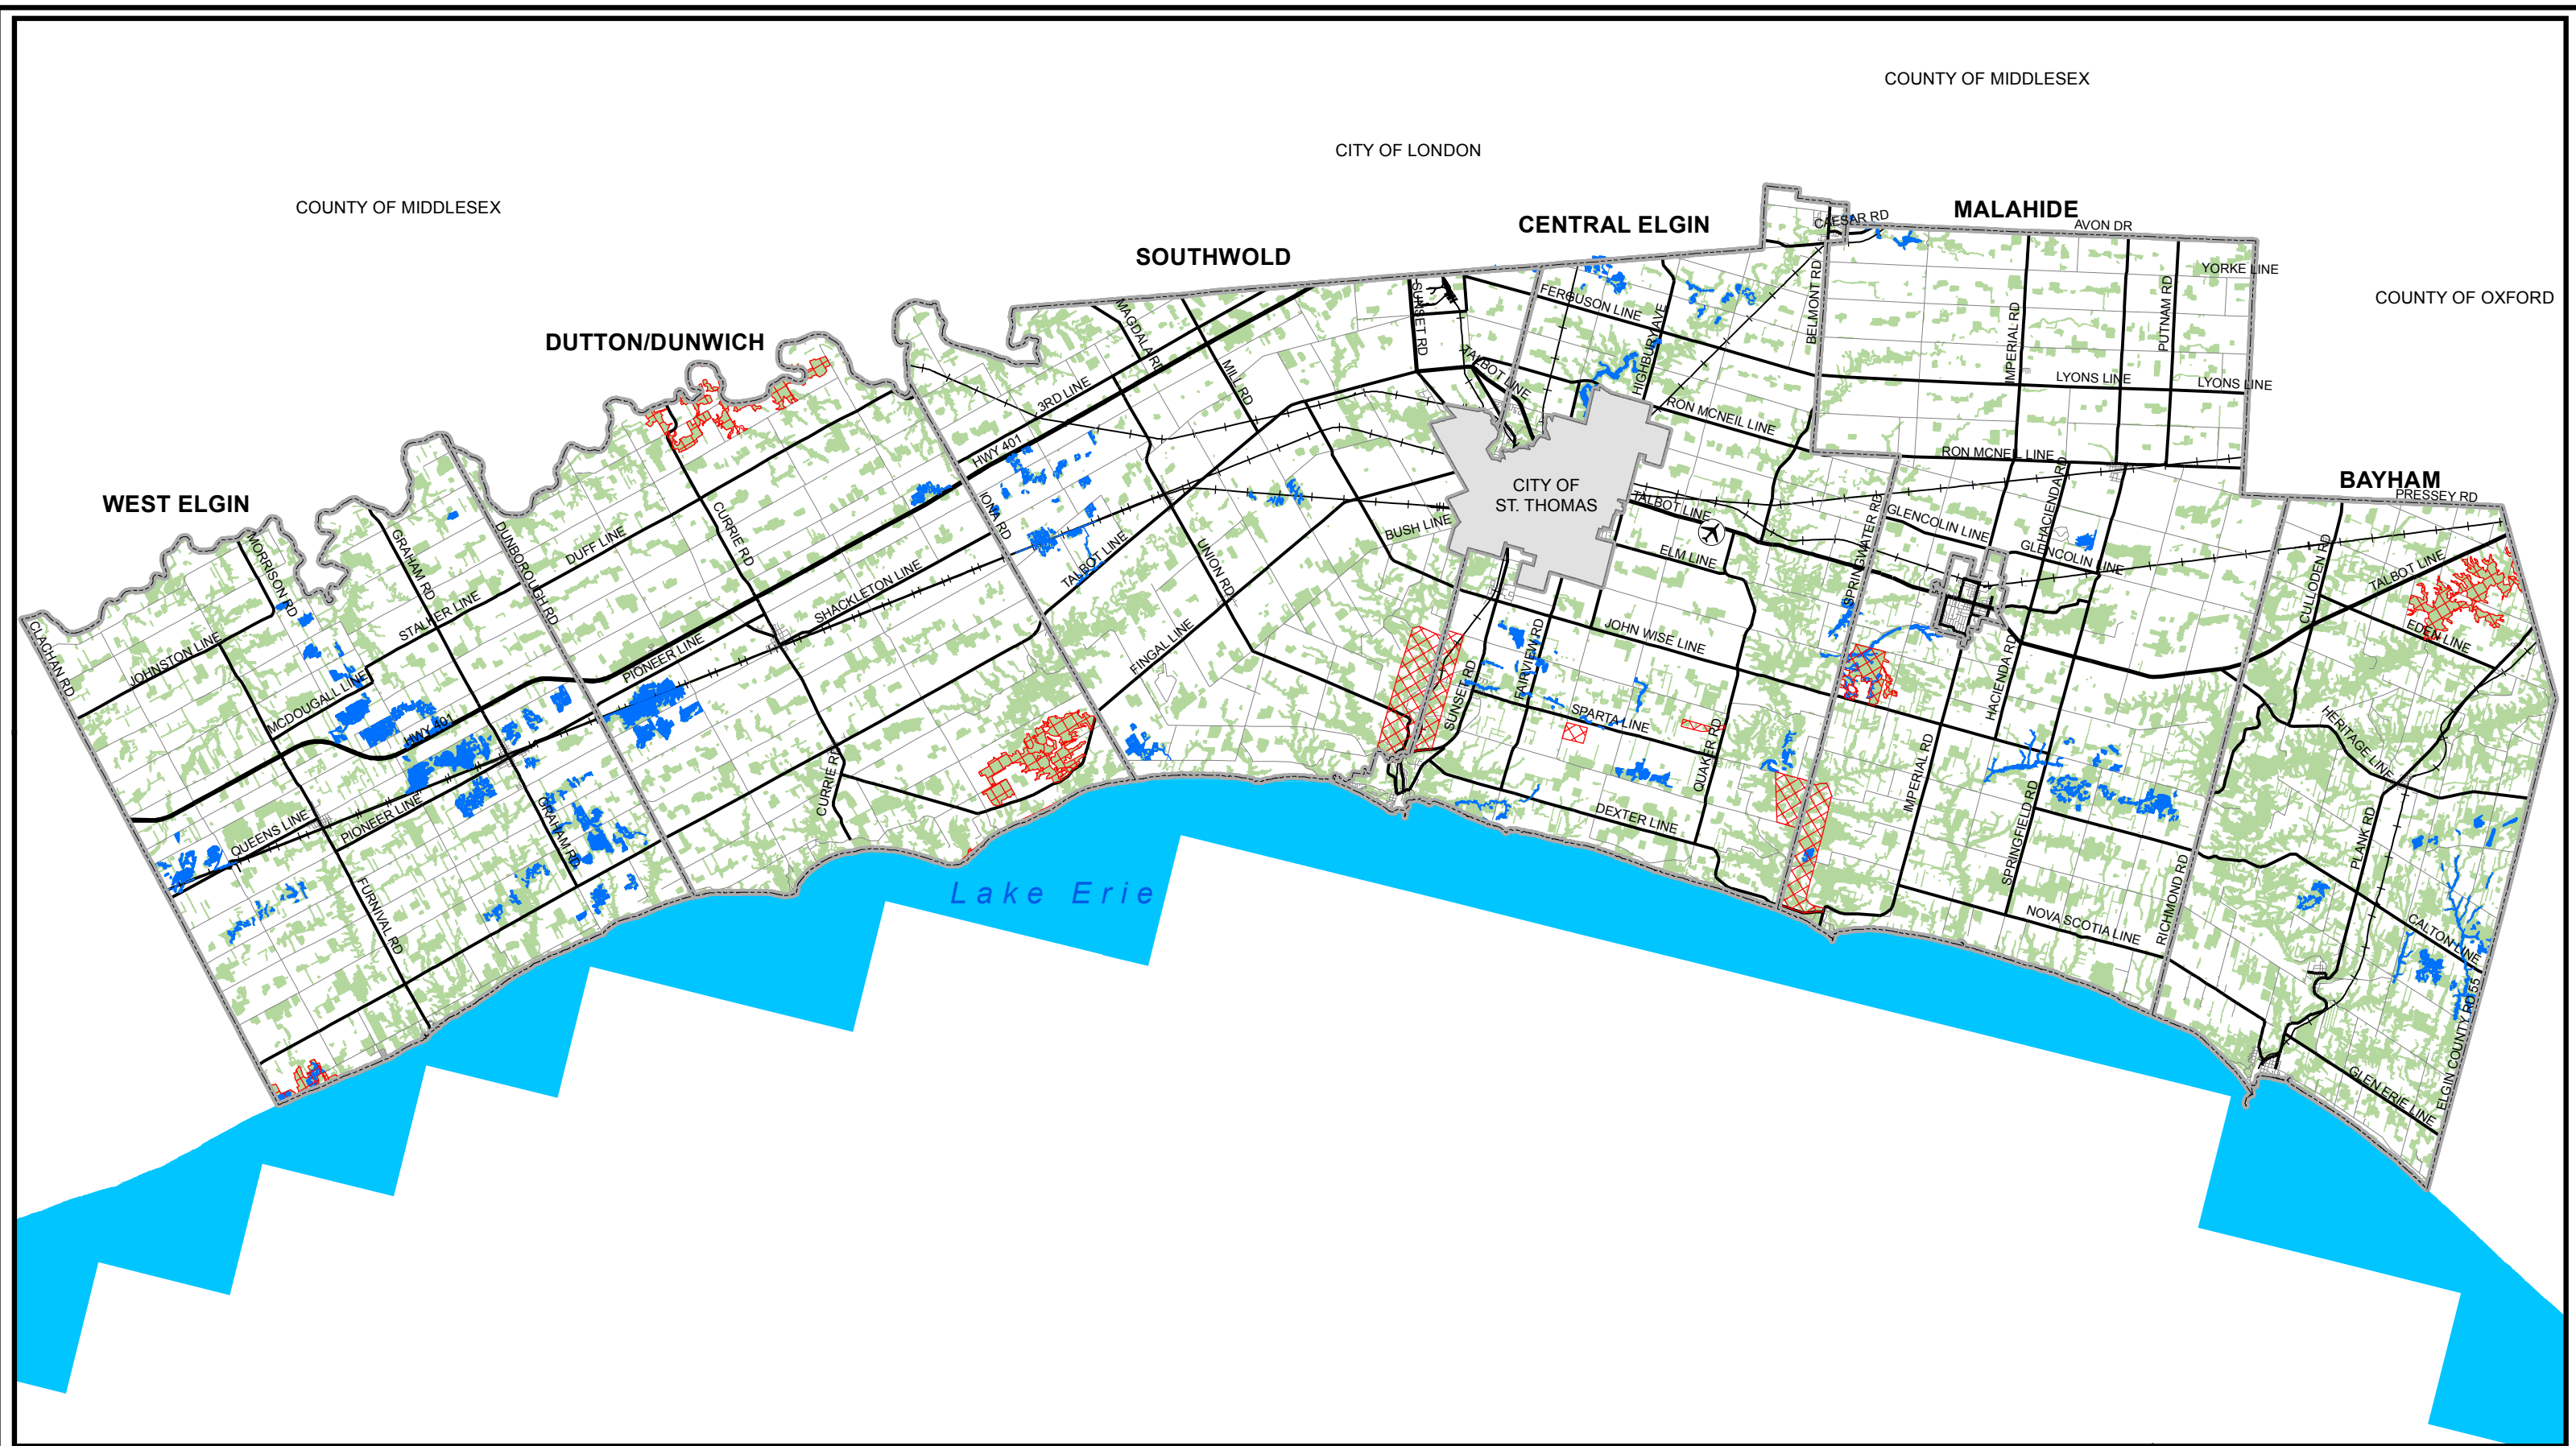 COUNTY OF MIDDLESEX
CITY OF LONDON
COUNTY OF MIDDLESEX
MALAHIDE
CENTRAL ELGIN
CAESAR RD
AVON DR
SOUTHWOLD
YORKE LINE
COUNTY OF OXFORD
DUTTON/DUNWICH
MAGDALA RD
SUNSET RD
FERGUSON LINE
HIGHBURY AVE
BELMONT RD
IMPERIAL RD
PUTNAM RD
MILL RD
TALBOT LINE
LYONS LINE
LYONS LINE
3RD LINE
HWY 401
RON MCNEIL LINE
RON MCNEIL LINE
WEST ELGIN
CITY OF
ST. THOMAS
BAYHAM
PRESSEY RD
IONA RD
CURRIE RD
DUFF LINE
DUNBOROUGH RD
GRAHAM RD
MORRISON RD
BUSH LINE
TALBOT LINE
ELM LINE
SPRINGWATER RD
GLENCOLIN LINE
HACIENDA RD
GLENCOLIN LINE
CULLODEN RD
TALBOT LINE
EDEN LINE
CLACHAN RD
JOHNSTON LINE
STALKER LINE
MCDOUGALL LINE
SHACKLETON LINE
PIONEER LINE
TALBOT LINE
UNION RD
FINGAL LINE
JOHN WISE LINE
FAIRVIEW RD
SUNSET RD
SPARTA LINE
QUAKER RD
HACIENDA RD
IMPERIAL RD
HERITAGE LINE
HWY 401
QUEENS LINE
PIONEER LINE
GRAHAM RD
CURRIE RD
DEXTER LINE
SPRINGFIELD RD
PLANK RD
FURNIVAL RD
Lake Erie
NOVA SCOTIA LINE
RICHMOND RD
CALTON LINE
ELGIN COUNTY RD 55
GLEN ERIE LINE